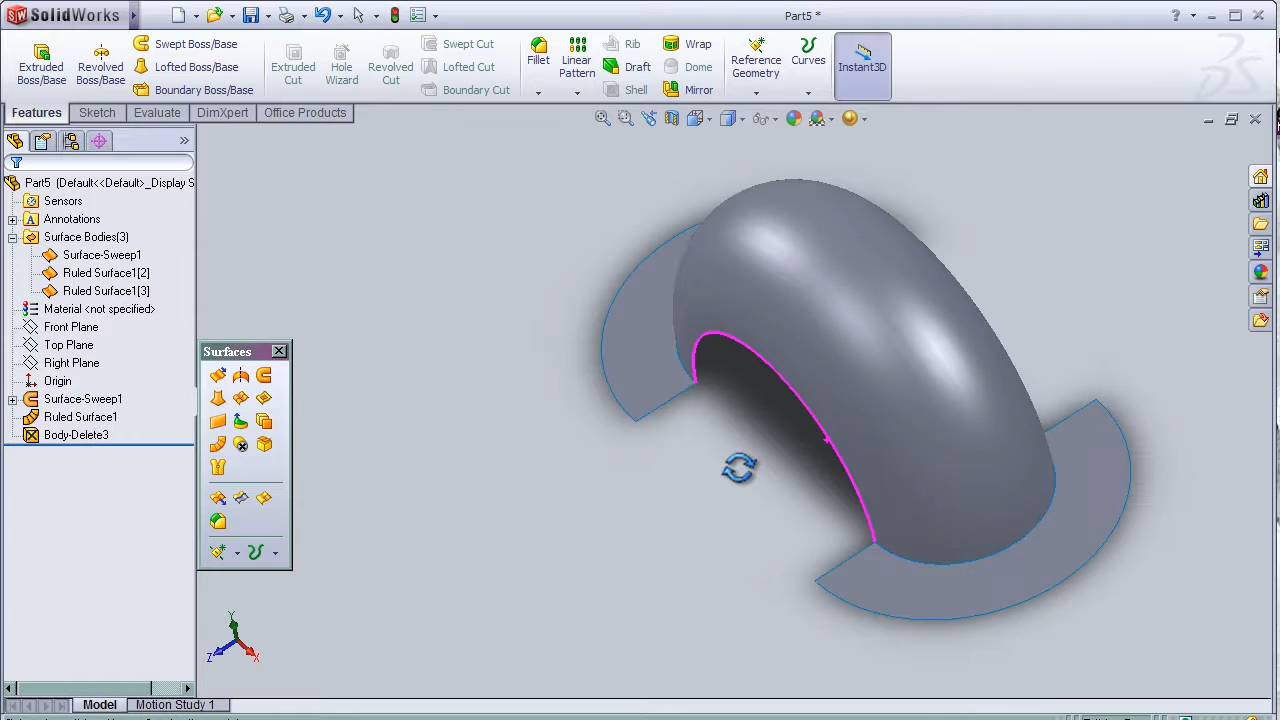 SolidWorks
Part5 *
Extruded Boss/Base
Revolved Boss/Base
Swept Boss/Base
Lofted Boss/Base
Boundary Boss/Base
Extruded Cut
Hole Wizard
Revolved Cut
Swept Cut
Lofted Cut
Boundary Cut
Fillet
Linear Pattern
Rib
Draft
Shell
Wrap
Dome
Mirror
Reference Geometry
Curves
Instant3D
Features
Sketch
Evaluate
DimXpert
Office Products
Part5 (Default<<Default>_Display S
Sensors
Annotations
Surface Bodies(3)
Surface-Sweep1
Ruled Surface1[2]
Ruled Surface1[3]
Material <not specified>
Front Plane
Top Plane
Right Plane
Origin
Surface-Sweep1
Ruled Surface1
Body-Delete3
Surfaces
Y
Z
X
Model
Motion Study 1